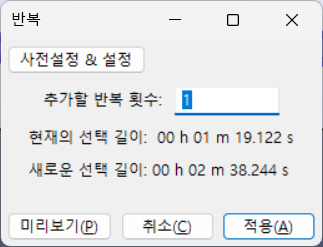 반복
사전설정 & 설정
추가할 반복 횟수: 1
현재의 선택 길이: 00 h 01 m 19.122 s
새로운 선택 길이: 00 h 02 m 38.244 s
미리보기(P) 취소(C) 적용(A)